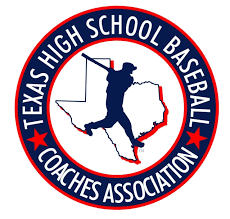 TEXAS HIGH SCHOOL BASEBALL
COACHES ASSOCIATION